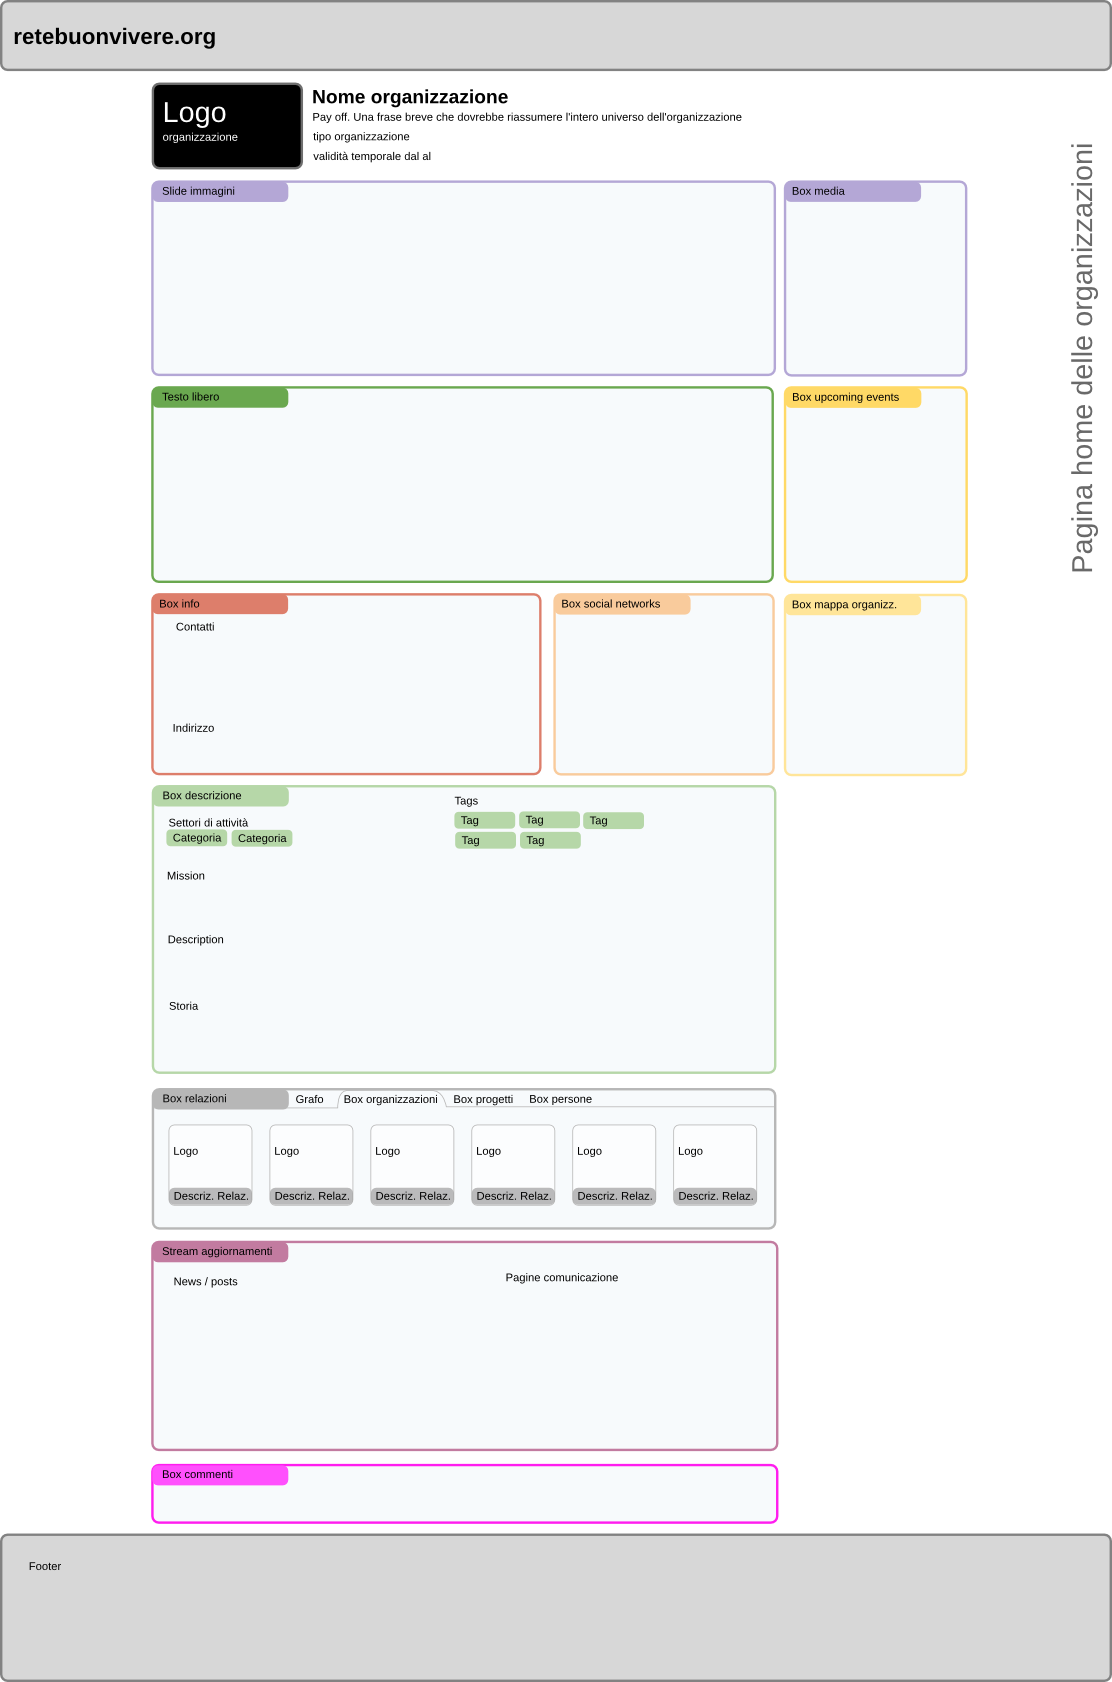 retebuonvivere.org
Logo
organizzazione
Nome organizzazione
Pay off. Una frase breve che dovrebbe riassumere l'intero universo dell'organizzazione
tipo organizzazione
validità temporale dal al
Pagina home delle organizzazioni
Slide immagini
Box media
Testo libero
Box upcoming events
Box info
Contatti
Indirizzo
Box social networks
Box mappa organizz.
Box descrizione
Settori di attività
Categoria Categoria
Tags
Tag Tag Tag
Tag Tag
Mission
Description
Storia
Box relazioni Grafo Box organizzazioni Box progetti Box persone
Logo Logo Logo Logo Logo Logo
Descriz. Relaz. Descriz. Relaz. Descriz. Relaz. Descriz. Relaz. Descriz. Relaz. Descriz. Relaz.
Stream aggiornamenti
News / posts
Pagine comunicazione
Box commenti
Footer